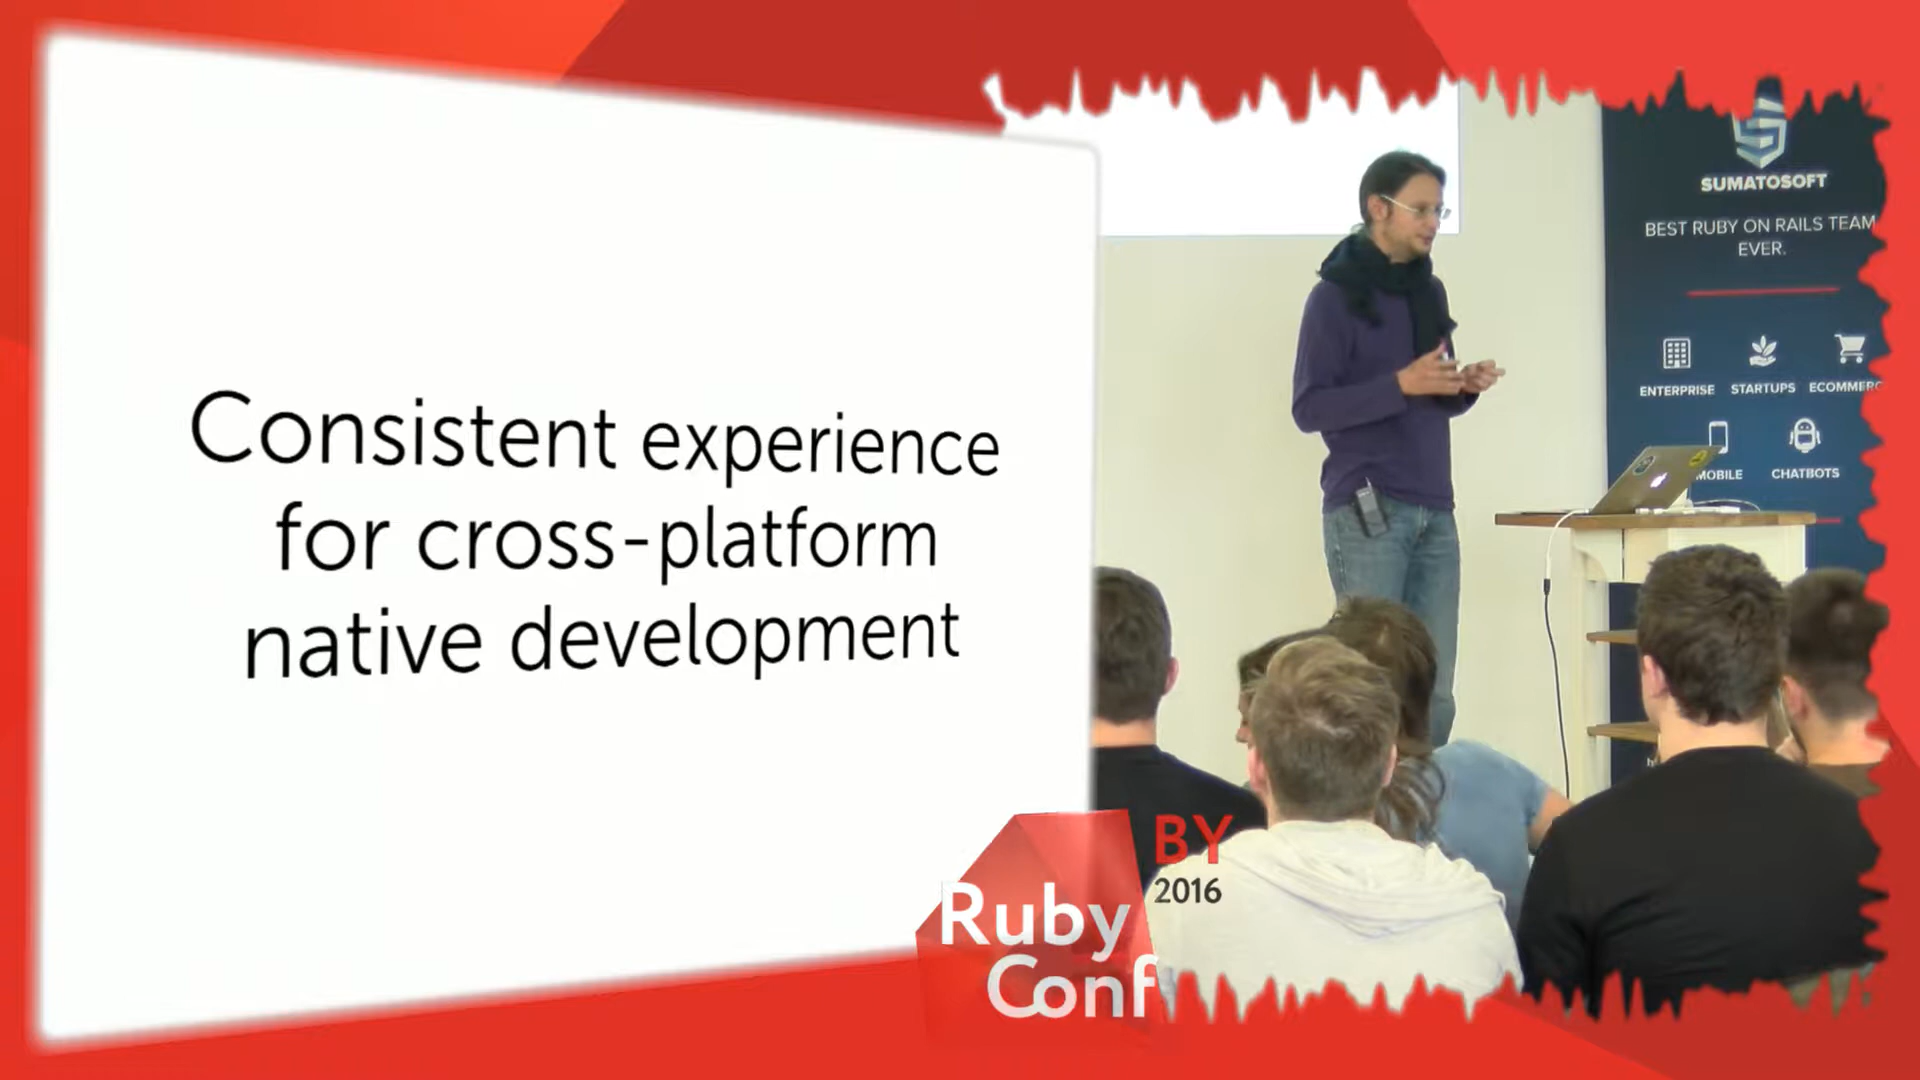 Consistent experience
for cross-platform
native development
SUMATOSOFT
BEST RUBY ON RAILS TEAM
EVER.
ENTERPRISE STARTUPS ECOMMERC
MOBILE CHATBOTS
BY
2016
Ruby
Conf